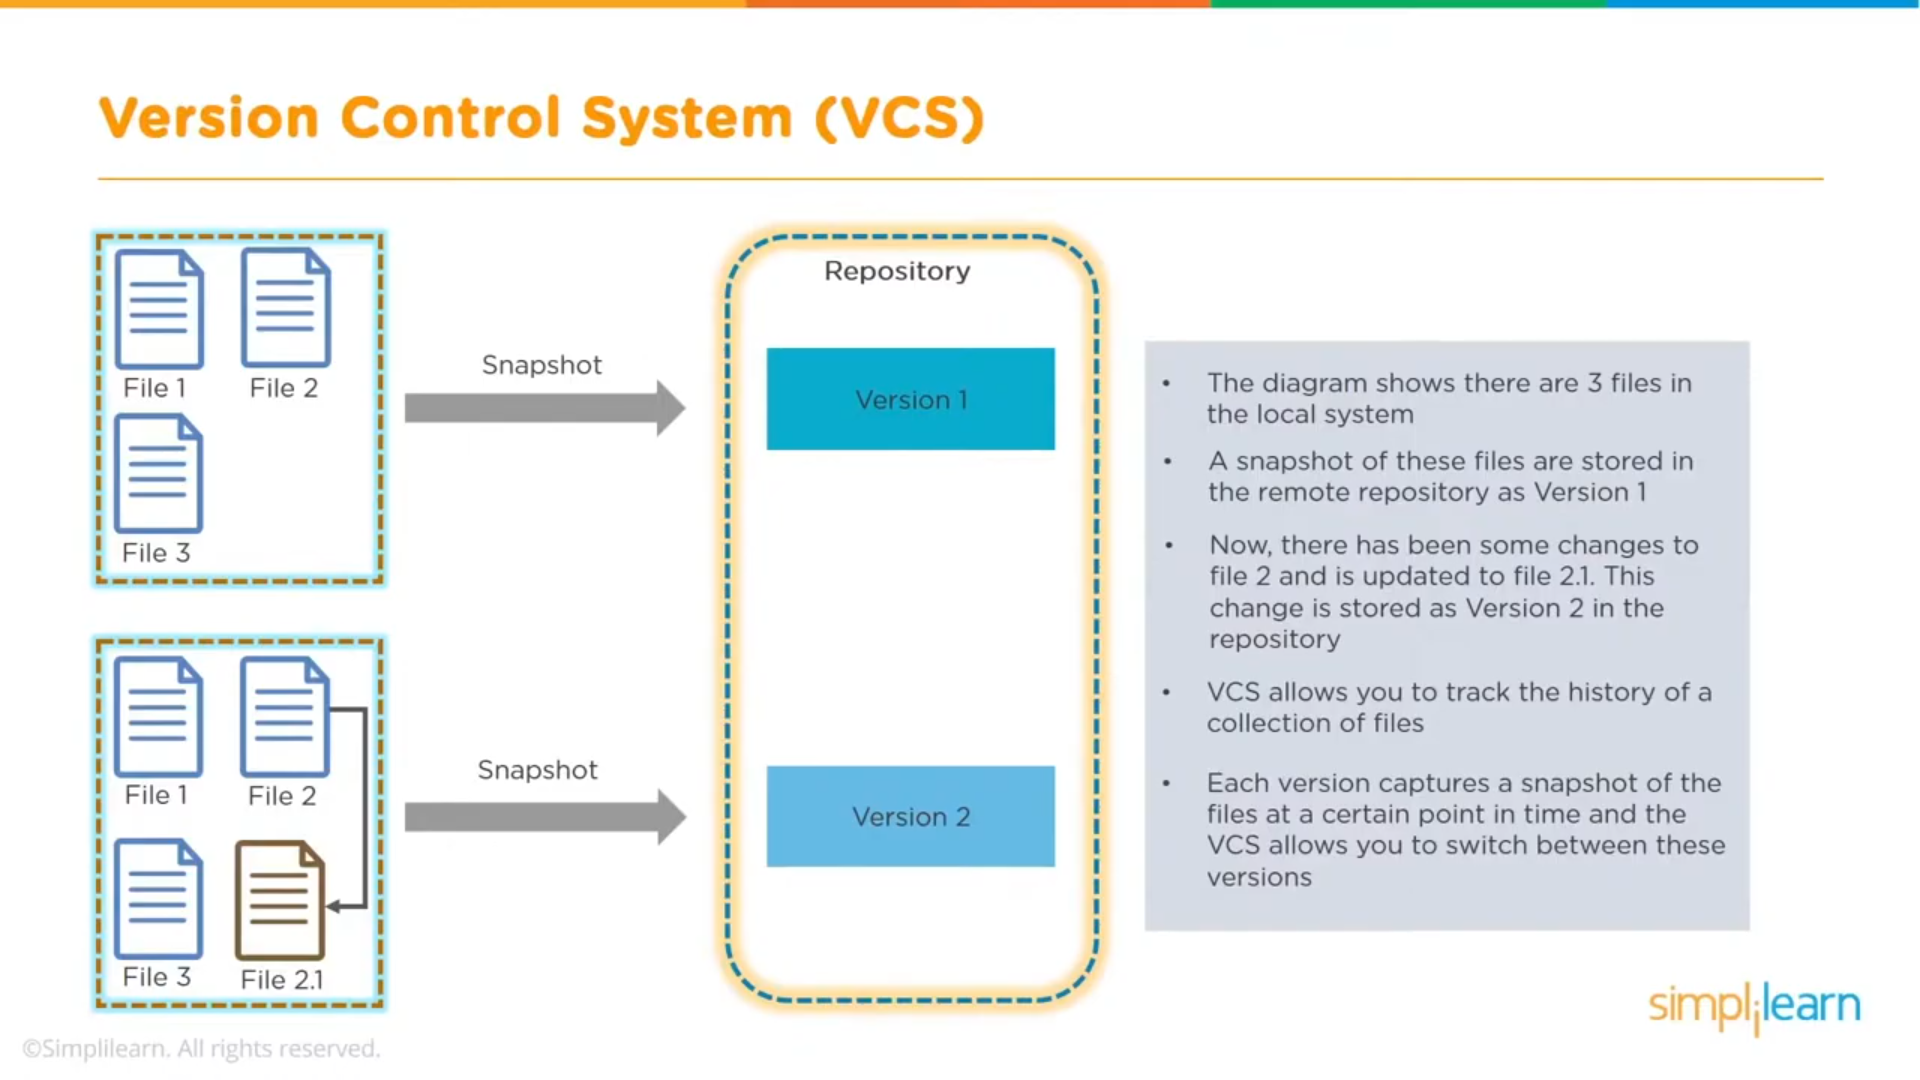 Version Control System (VCS)
File 1
File 2
File 3
Snapshot
Repository
Version 1
File 1
File 2
File 3
File 2.1
Snapshot
Version 2
• The diagram shows there are 3 files in
the local system
• A snapshot of these files are stored in
the remote repository as Version 1
• Now, there has been some changes to
file 2 and is updated to file 2.1. This
change is stored as Version 2 in the
repository
• VCS allows you to track the history of a
collection of files
• Each version captures a snapshot of the
files at a certain point in time and the
VCS allows you to switch between these
versions
simplilearn
©Simplilearn. All rights reserved.